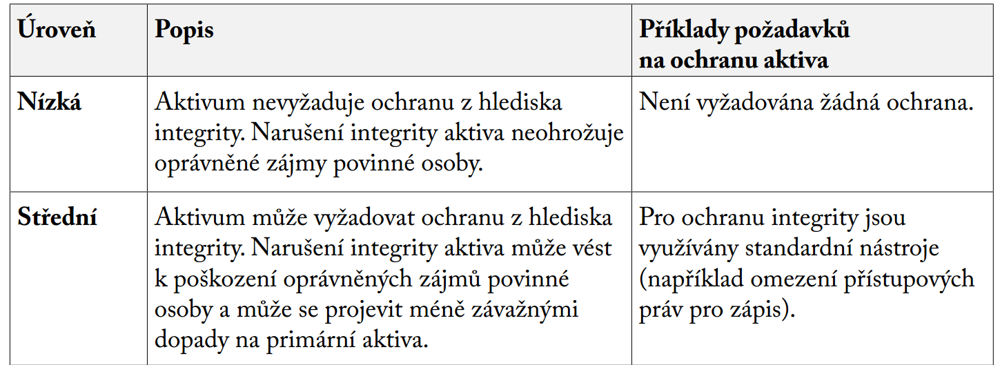 Úroveň
Popis
Příklady požadavků
na ochranu aktiva
Nízká
Aktivum nevyžaduje ochranu z hlediska
integrity. Narušení integrity aktiva neohrožuje
oprávněné zájmy povinné osoby.
Není vyžadována žádná ochrana.
Střední
Aktivum může vyžadovat ochranu z hlediska
integrity. Narušení integrity aktiva může vést
k poškození oprávněných zájmů povinné
osoby a může se projevit méně závažnými
dopady na primární aktiva.
Pro ochranu integrity jsou
využívány standardní nástroje
(například omezení přístupových
práv pro zápis).